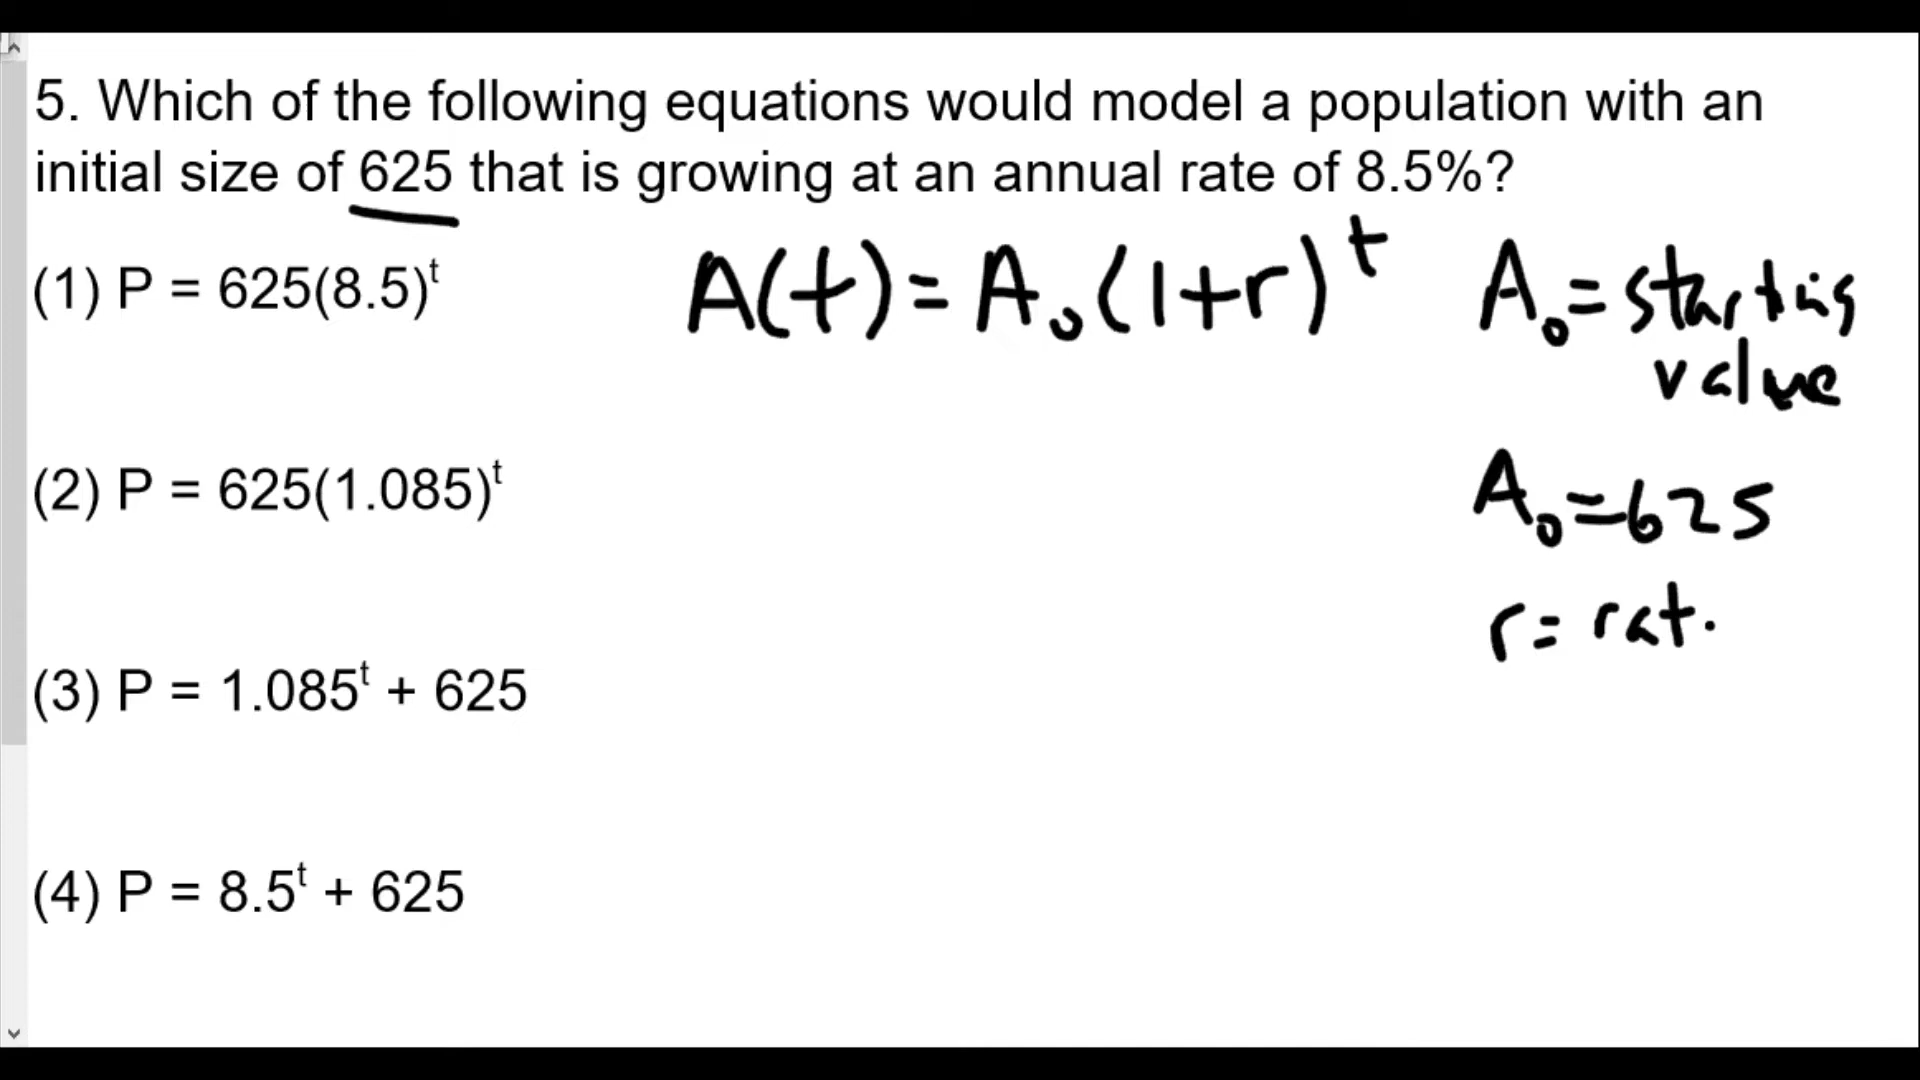 5. Which of the following equations would model a population with an
initial size of 625 that is growing at an annual rate of 8.5%?
(1) P = 625(8.5)^t
A(t) = A₀(1+r)^t
A₀ = starting
value
(2) P = 625(1.085)^t
A₀ = 625
r = rat.
(3) P = 1.085^t + 625
(4) P = 8.5^t + 625